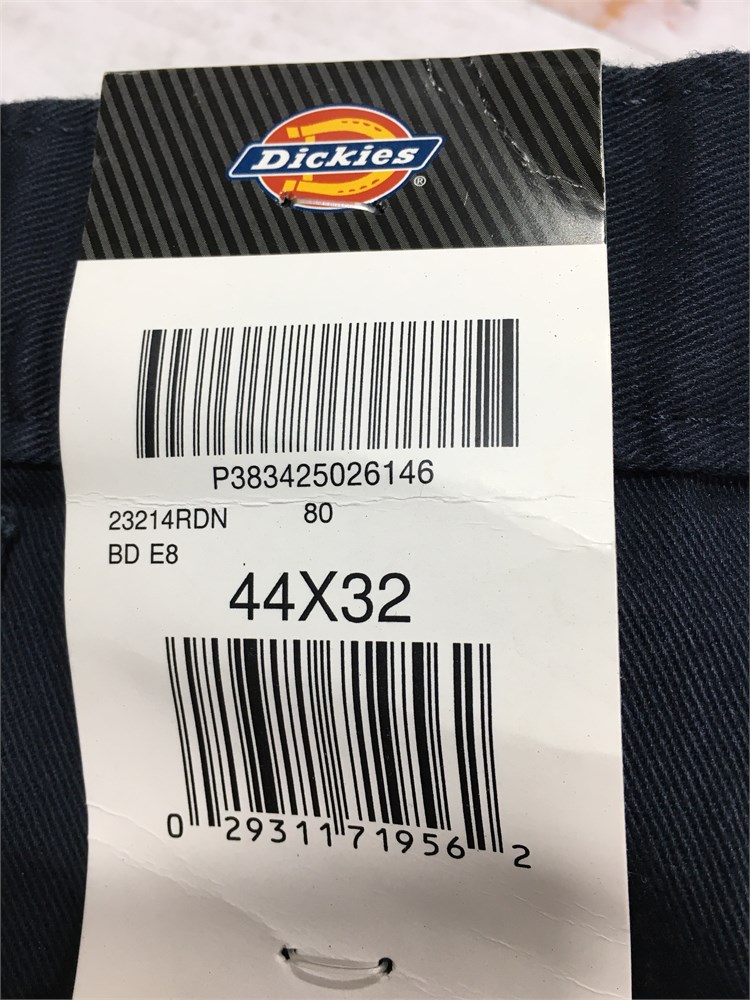 Dickies®
P383425026146
23214RDN 80
BD E8
44X32
0 29311 71956 2